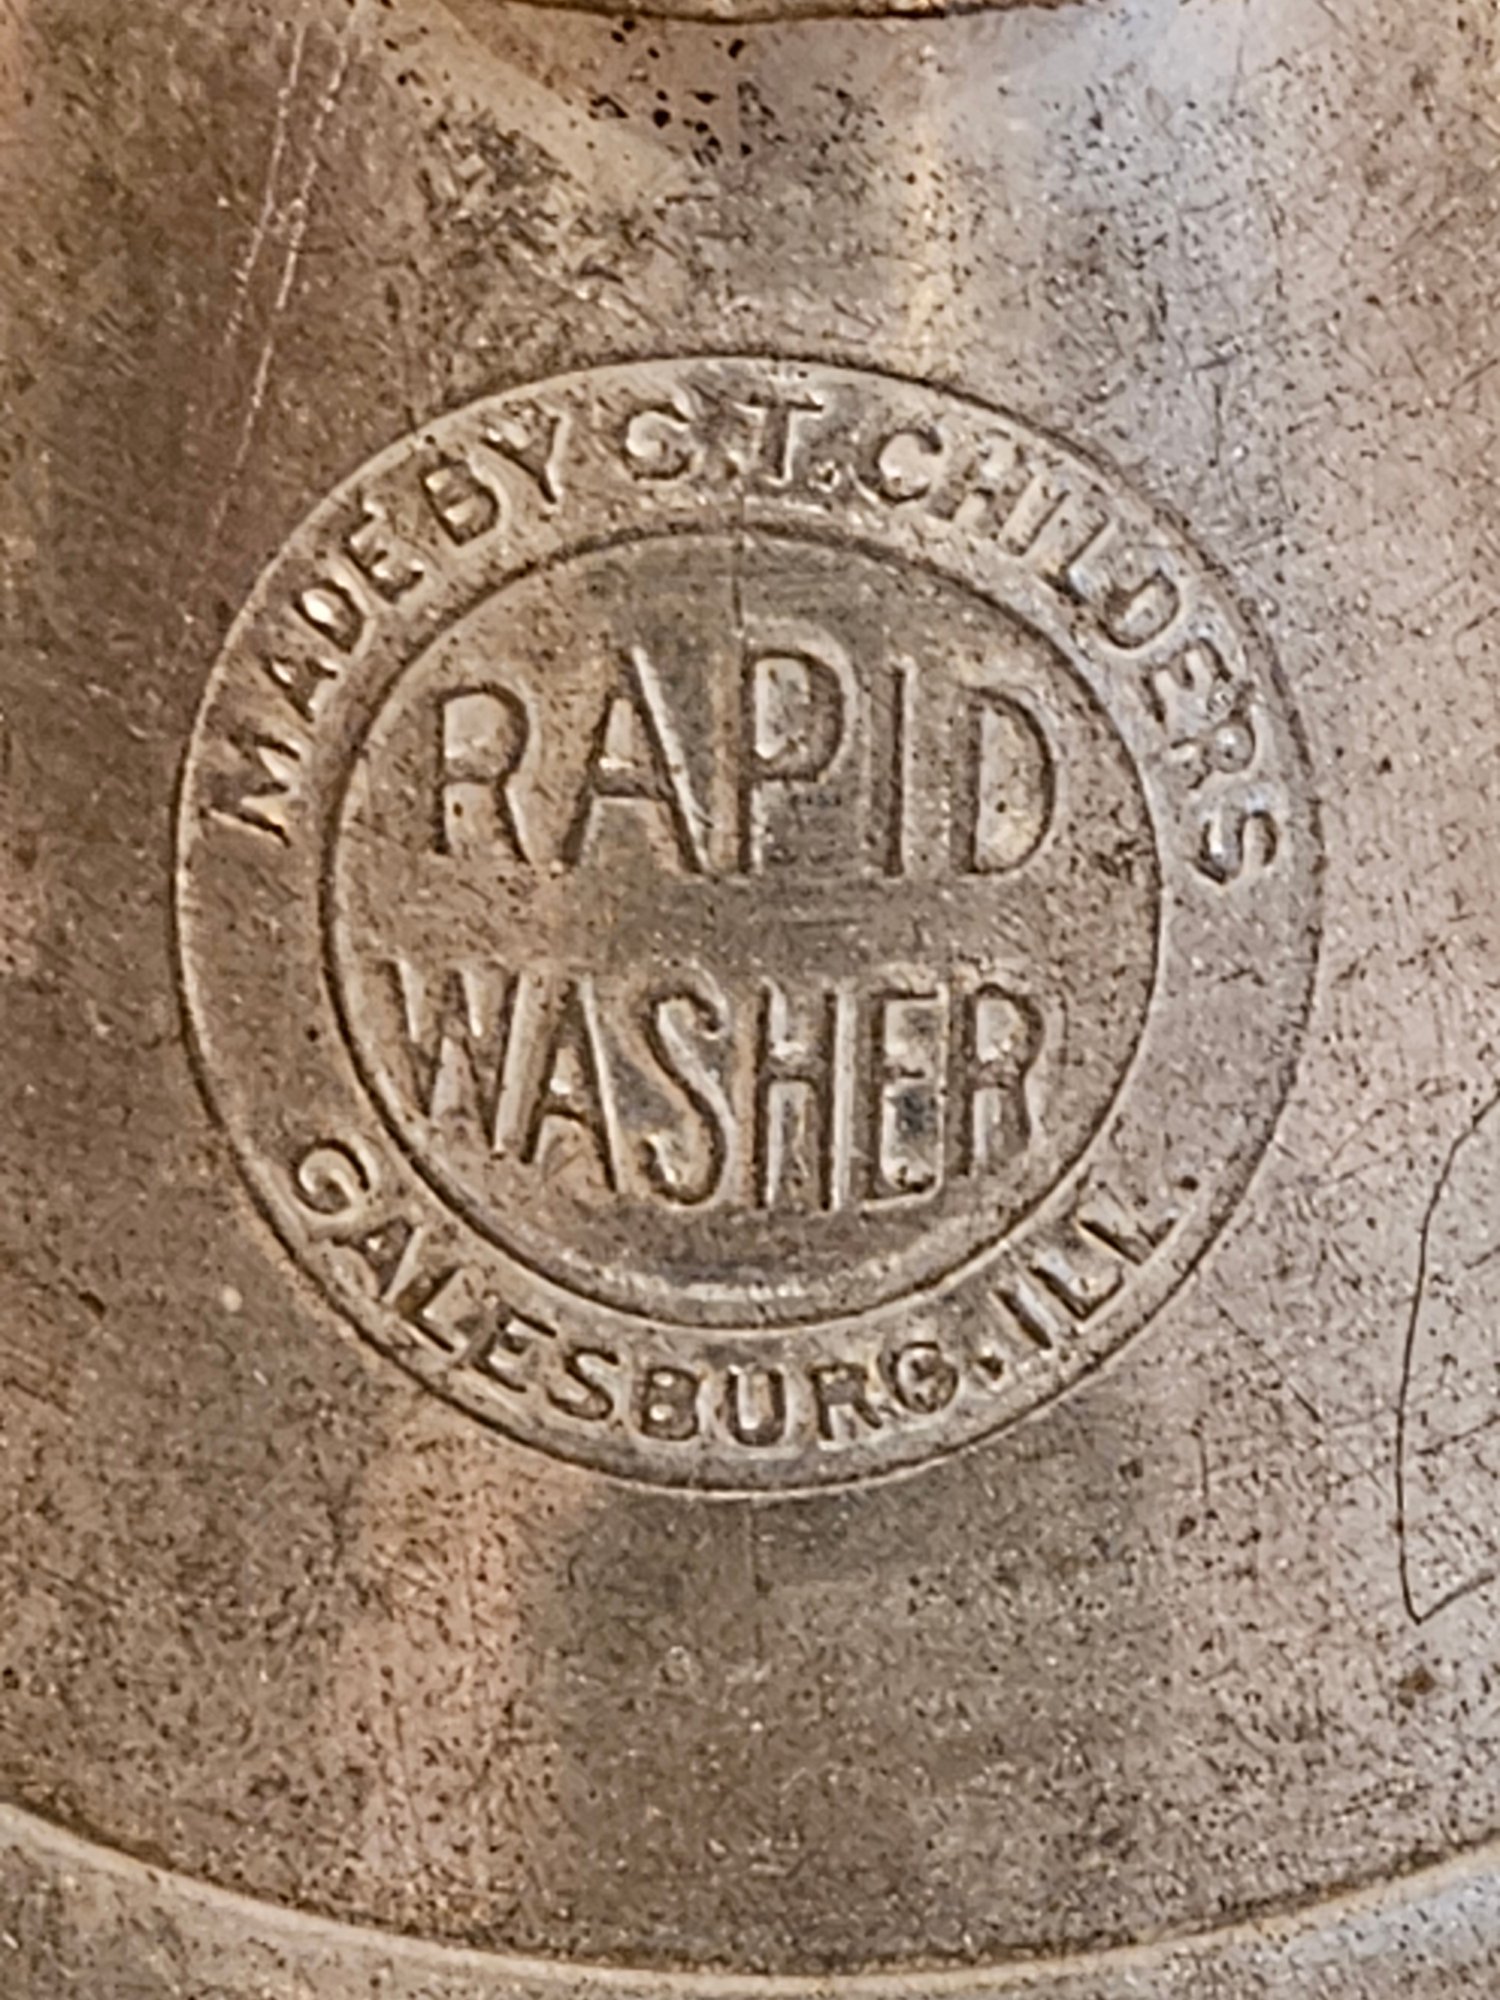 MADE BY C.T. CHILDERS
RAPID
WASHER
GALESBURG. ILL.